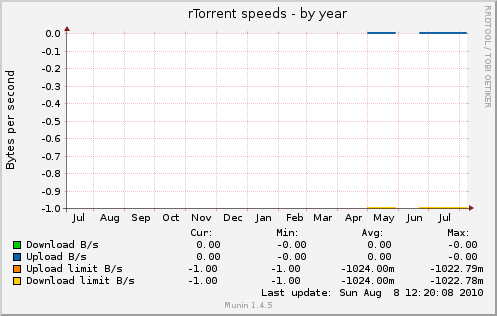 rTorrent speeds - by year
RRDTOOL / TOBI OETIKER
Bytes per second
0.0
-0.1
-0.2
-0.3
-0.4
-0.5
-0.6
-0.7
-0.8
-0.9
-1.0
Jul Aug Sep Oct Nov Dec Jan Feb Mar Apr May Jun Jul
Cur: Min: Avg: Max:
Download B/s 0.00 -0.00 0.00 -0.00
Upload B/s 0.00 -0.00 0.00 -0.00
Upload limit B/s -1.00 -1.00 -1024.00m -1022.79m
Download limit B/s -1.00 -1.00 -1024.00m -1022.78m
Last update: Sun Aug 8 12:20:08 2010
Munin 1.4.5